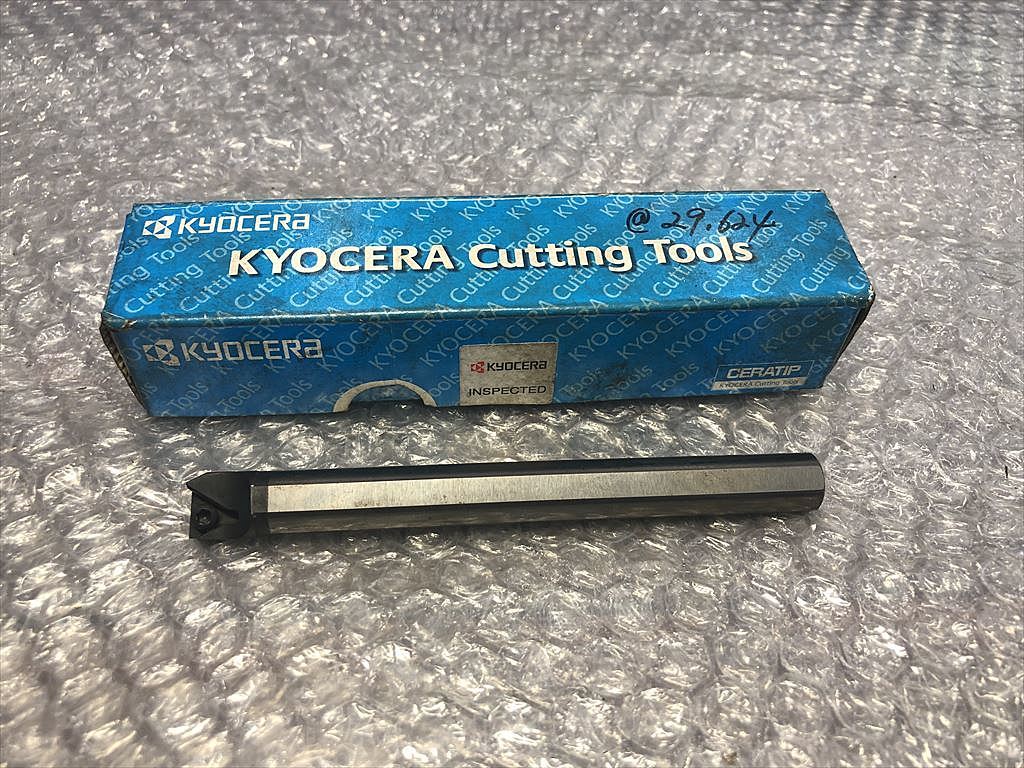 KYOCERA
@ 29.624
KYOCERA Cutting Tools
KYOCERA
KYOCERA
INSPECTED
CERATIP
KYOCERA Cutting Tools